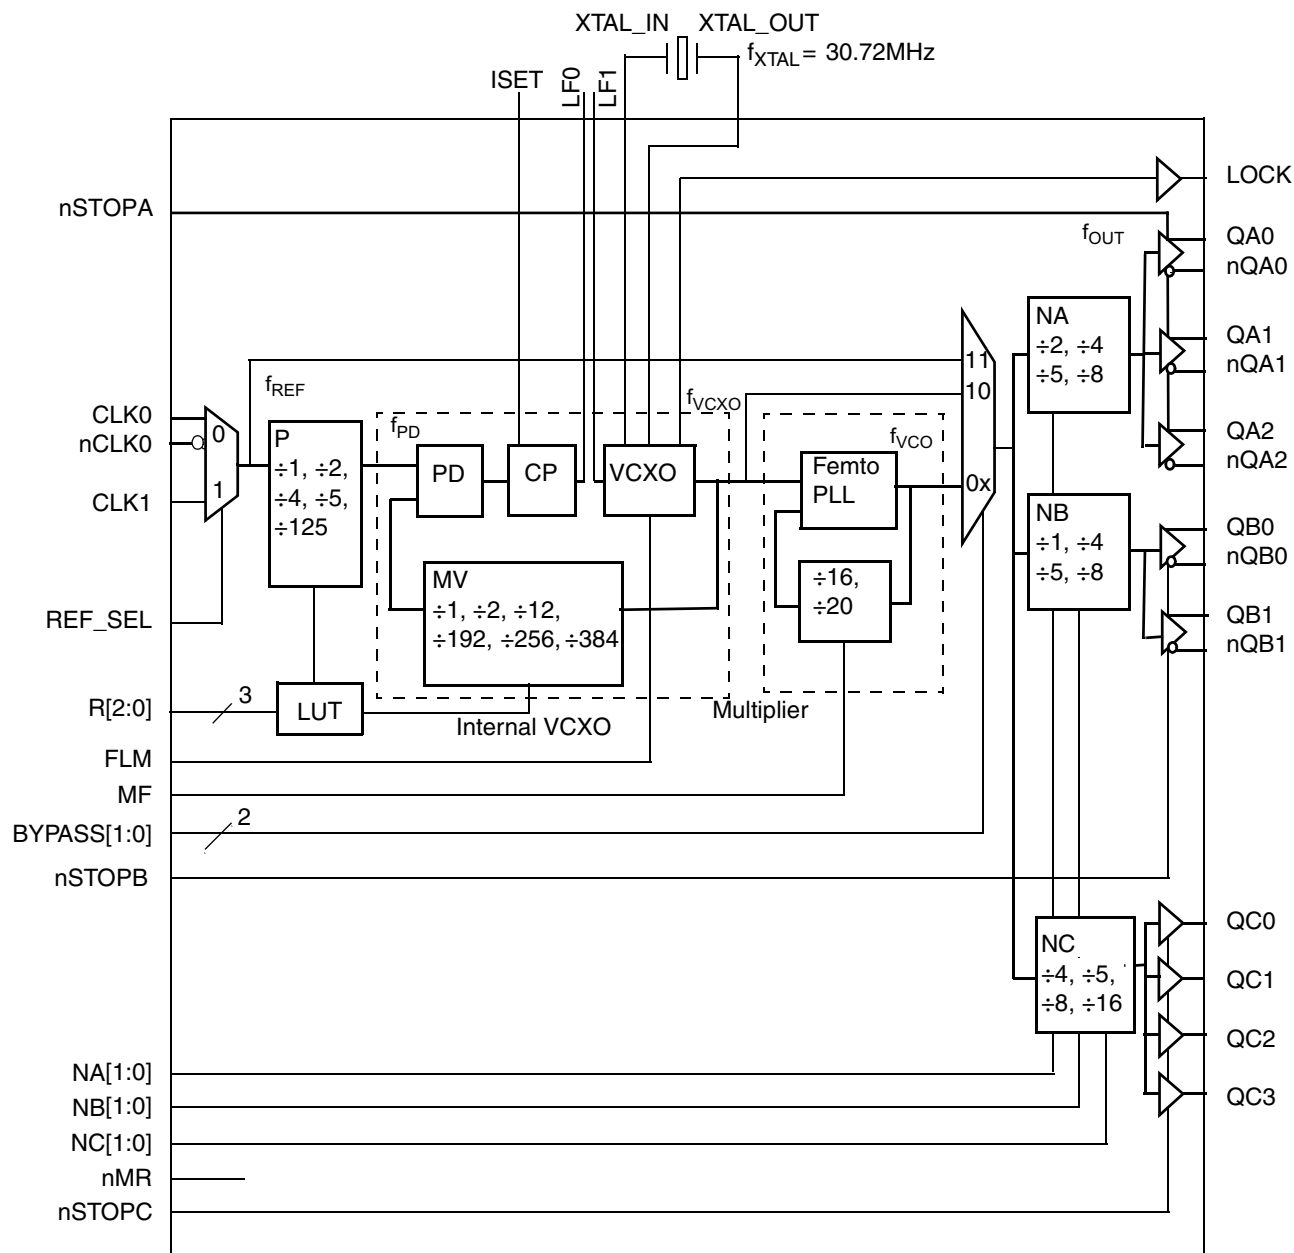 XTAL_IN XTAL_OUT
fXTAL = 30.72MHz
ISET
LF0
LF1
LOCK
nSTOPA
fOUT
QA0
nQA0
NA
÷2, ÷4
÷5, ÷8
QA1
nQA1
11
10
0x
fREF
fVCXO
CLK0
nCLK0
0
1
CLK1
P
÷1, ÷2,
÷4, ÷5,
÷125
fPD
PD
CP
VCXO
fVCO
Femto
PLL
QA2
nQA2
NB
÷1, ÷4
÷5, ÷8
QB0
nQB0
MV
÷1, ÷2, ÷12,
÷192, ÷256, ÷384
÷16,
÷20
REF_SEL
QB1
nQB1
R[2:0]
3
LUT
Internal VCXO
Multiplier
FLM
MF
BYPASS[1:0]
2
nSTOPB
NC
÷4, ÷5,
÷8, ÷16
QC0
QC1
QC2
QC3
NA[1:0]
NB[1:0]
NC[1:0]
nMR
nSTOPC